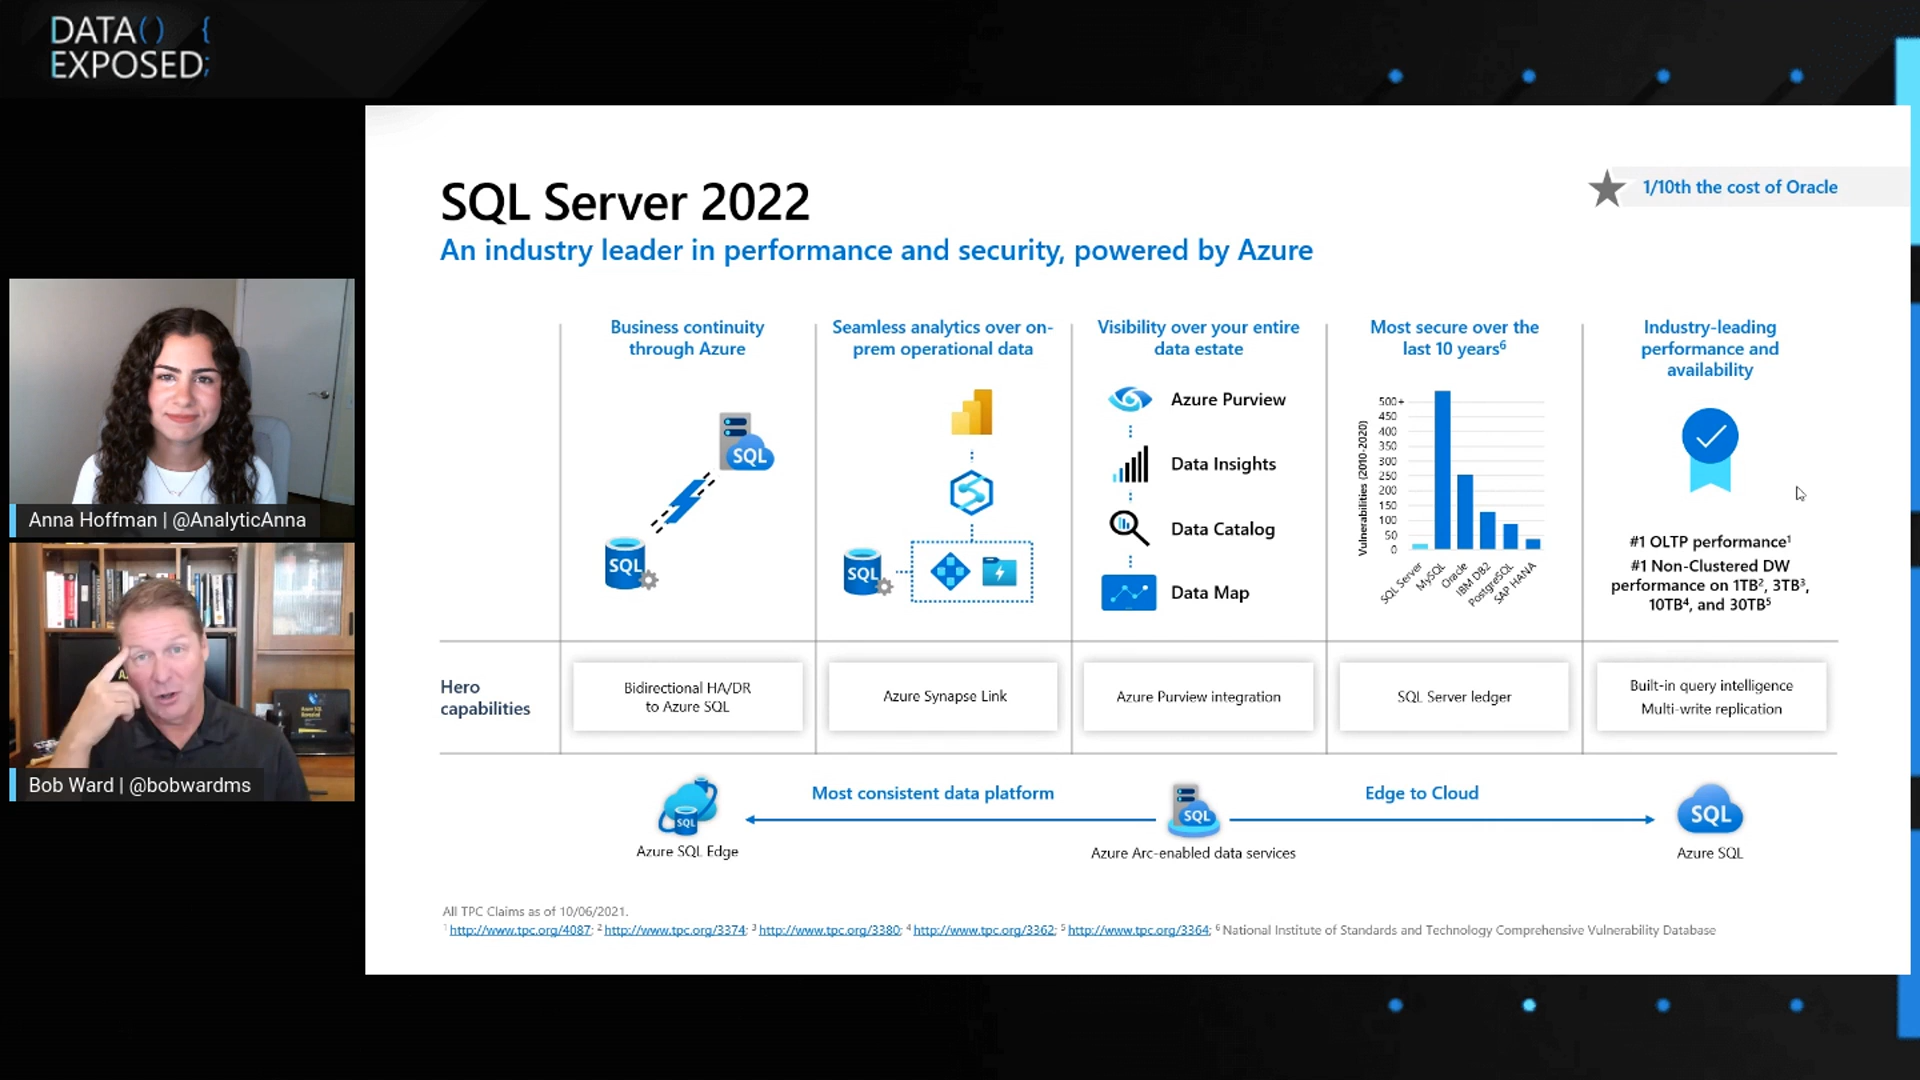 DATA() {
EXPOSED;
SQL Server 2022
1/10th the cost of Oracle
An industry leader in performance and security, powered by Azure
Business continuity
through Azure
SQL
SQL
Seamless analytics over on-
prem operational data
SQL
Visibility over your entire
data estate
Azure Purview
Data Insights
Data Catalog
Data Map
Most secure over the
last 10 years⁶
Vulnerabilities (2010-2020)
500+
450
400
350
300
250
200
150
100
50
0
SQL Server
MySQL
Oracle
IBM DB2
PostgreSQL
SAP HANA
Industry-leading
performance and
availability
#1 OLTP performance¹
#1 Non-Clustered DW
performance on 1TB², 3TB³,
10TB⁴, and 30TB⁵
Anna Hoffman | @AnalyticAnna
Bob Ward | @bobwardms
Hero
capabilities
Bidirectional HA/DR
to Azure SQL
Azure Synapse Link
Azure Purview integration
SQL Server ledger
Built-in query intelligence
Multi-write replication
SQL
Azure SQL Edge
Most consistent data platform
SQL
Azure Arc-enabled data services
Edge to Cloud
SQL
Azure SQL
All TPC Claims as of 10/06/2021.
¹ http://www.tpc.org/4087; ² http://www.tpc.org/3374; ³ http://www.tpc.org/3380; ⁴ http://www.tpc.org/3362; ⁵ http://www.tpc.org/3364; ⁶ National Institute of Standards and Technology Comprehensive Vulnerability Database